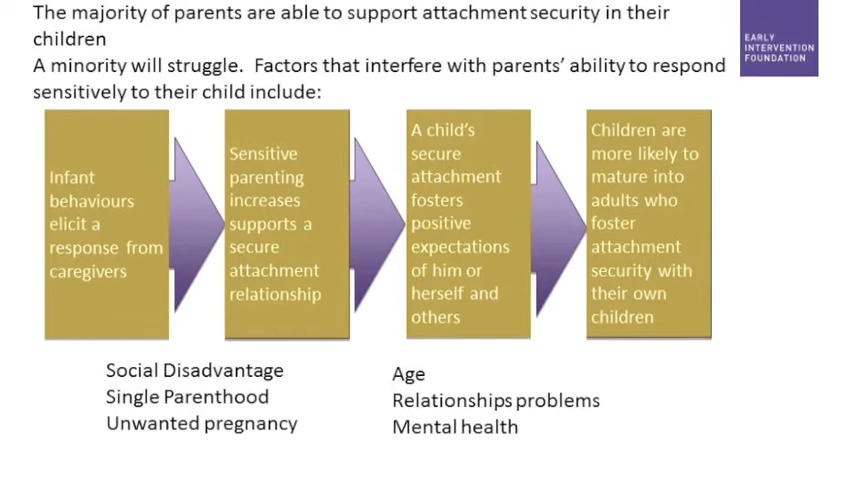 The majority of parents are able to support attachment security in their
children
A minority will struggle. Factors that interfere with parents' ability to respond
sensitively to their child include:
EARLY
INTERVENTION
FOUNDATION
Infant
behaviours
elicit a
response from
caregivers
Sensitive
parenting
increases
supports a
secure
attachment
relationship
A child's
secure
attachment
fosters
positive
expectations
of him or
herself and
others
Children are
more likely to
mature into
adults who
foster
attachment
security with
their own
children
Social Disadvantage
Single Parenthood
Unwanted pregnancy
Age
Relationships problems
Mental health